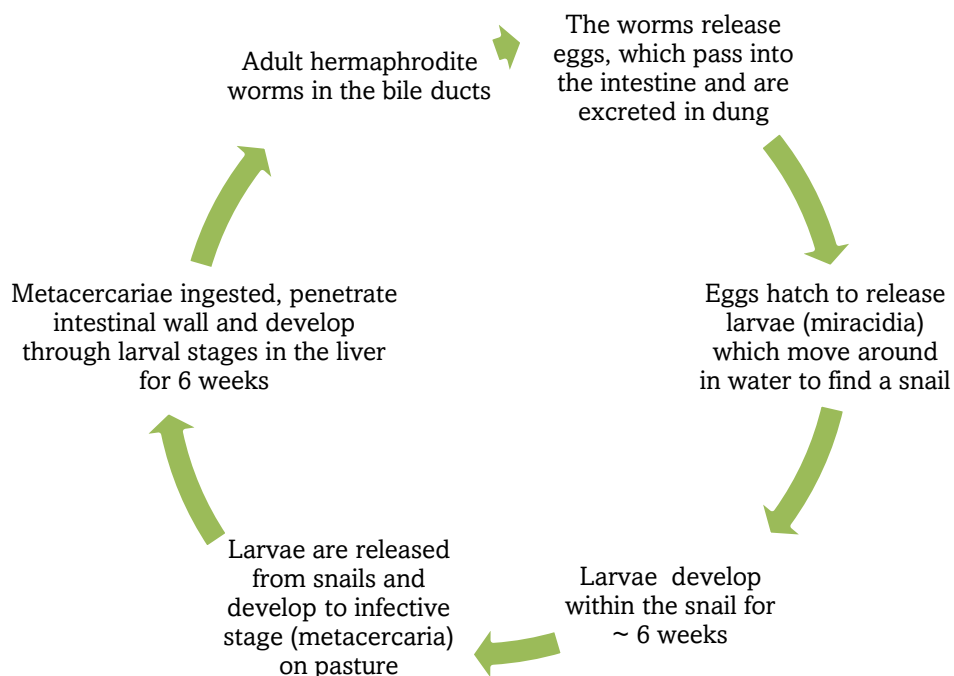 Adult hermaphrodite
worms in the bile ducts
The worms release
eggs, which pass into
the intestine and are
excreted in dung
Eggs hatch to release
larvae (miracidia)
which move around
in water to find a snail
Larvae  develop
within the snail for
~ 6 weeks
Larvae are released
from snails and
develop to infective
stage (metacercaria)
on pasture
Metacercariae ingested, penetrate
intestinal wall and develop
through larval stages in the liver
for 6 weeks